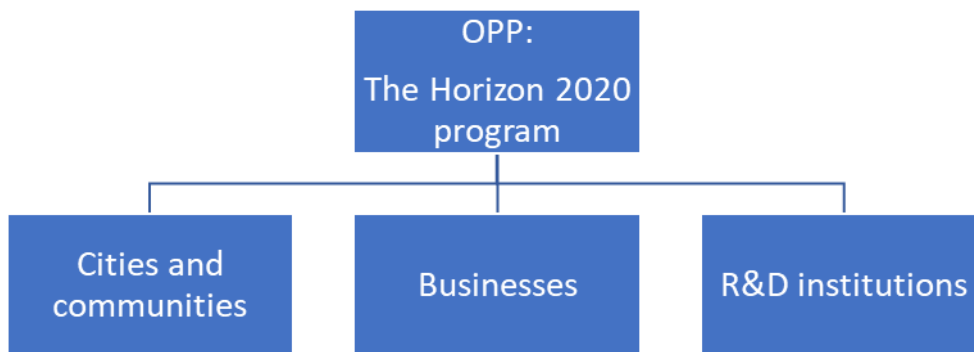 OPP:
The Horizon 2020
program
Cities and
communities
Businesses
R&D institutions